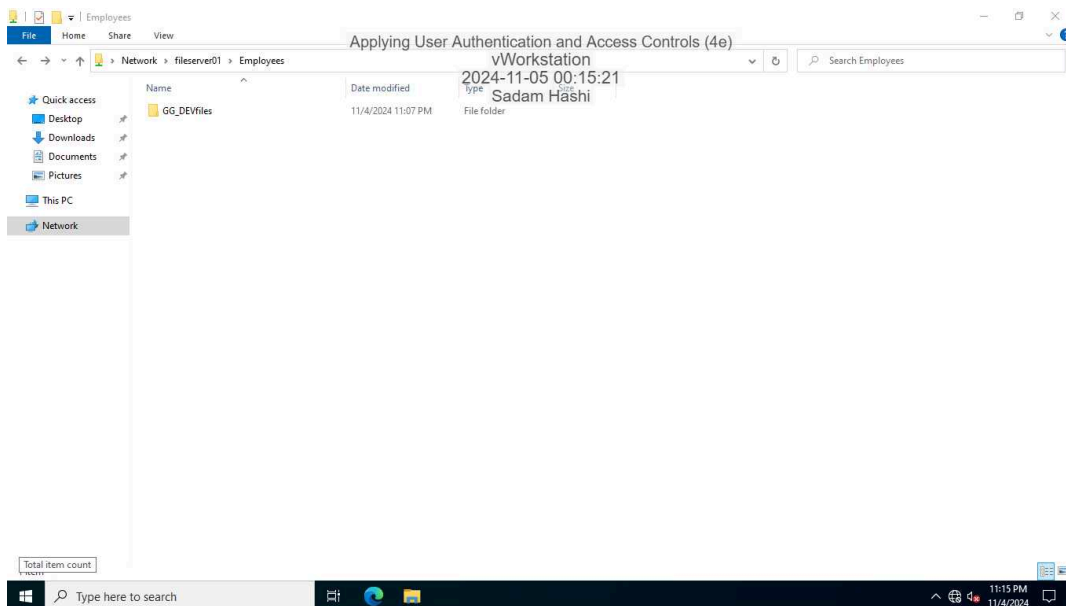 Employees
File Home Share View
Applying User Authentication and Access Controls (4e)
vWorkstation
2024-11-05 00:15:21
Sadam Hashi
Network › fileserver01 › Employees
Search Employees
Name Date modified Type Size
Quick access
Desktop
Downloads
Documents
Pictures
This PC
Network
GG_DEVfiles 11/4/2024 11:07 PM File folder
Total item count
Type here to search
11:15 PM
11/4/2024